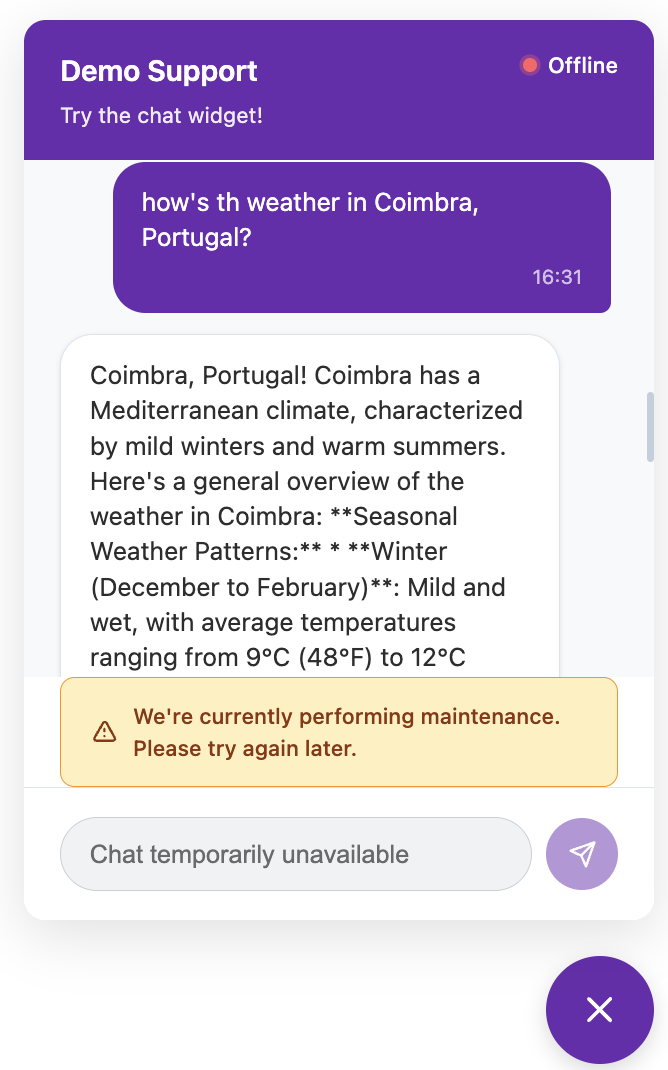 Demo Support
Offline
Try the chat widget!
how's th weather in Coimbra,
Portugal?
16:31
Coimbra, Portugal! Coimbra has a
Mediterranean climate, characterized
by mild winters and warm summers.
Here's a general overview of the
weather in Coimbra: **Seasonal
Weather Patterns:** * **Winter
(December to February)**: Mild and
wet, with average temperatures
ranging from 9°C (48°F) to 12°C
We're currently performing maintenance.
Please try again later.
Chat temporarily unavailable